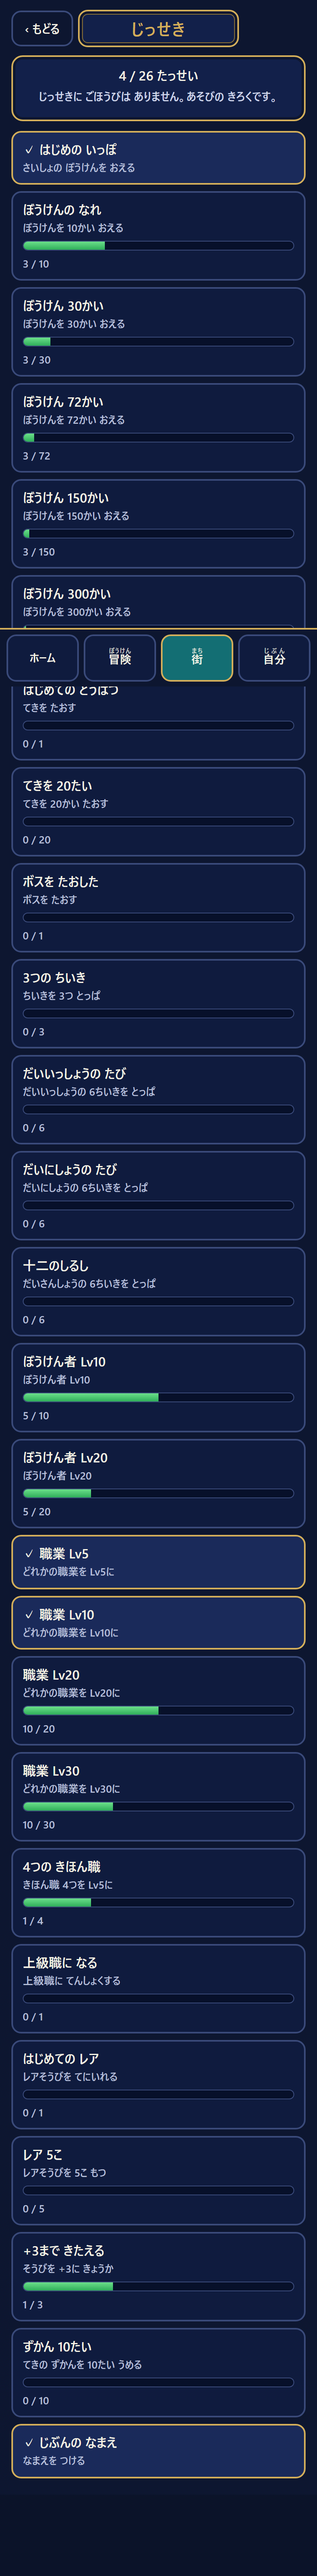 ‹ もどる
じっせき
4 / 26 たっせい
じっせきに ごほうびは ありません。あそびの きろくです。
✓ はじめの いっぽ
さいしょの ぼうけんを おえる
ぼうけんの なれ
ぼうけんを 10かい おえる
3 / 10
ぼうけん 30かい
ぼうけんを 30かい おえる
3 / 30
ぼうけん 72かい
ぼうけんを 72かい おえる
3 / 72
ぼうけん 150かい
ぼうけんを 150かい おえる
3 / 150
ぼうけん 300かい
ぼうけんを 300かい おえる
ホーム
ぼうけん
冒険
まち
街
じぶん
自分
はじめての とうばつ
てきを たおす
0 / 1
てきを 20たい
てきを 20かい たおす
0 / 20
ボスを たおした
ボスを たおす
0 / 1
3つの ちいき
ちいきを 3つ とっぱ
0 / 3
だいいっしょうの たび
だいいっしょうの 6ちいきを とっぱ
0 / 6
だいにしょうの たび
だいにしょうの 6ちいきを とっぱ
0 / 6
十二のしるし
だいさんしょうの 6ちいきを とっぱ
0 / 6
ぼうけん者 Lv10
ぼうけん者 Lv10
5 / 10
ぼうけん者 Lv20
ぼうけん者 Lv20
5 / 20
✓ 職業 Lv5
どれかの職業を Lv5に
✓ 職業 Lv10
どれかの職業を Lv10に
職業 Lv20
どれかの職業を Lv20に
10 / 20
職業 Lv30
どれかの職業を Lv30に
10 / 30
4つの きほん職
きほん職 4つを Lv5に
1 / 4
上級職に なる
上級職に てんしょくする
0 / 1
はじめての レア
レアそうびを てにいれる
0 / 1
レア 5こ
レアそうびを 5こ もつ
0 / 5
+3まで きたえる
そうびを +3に きょうか
1 / 3
ずかん 10たい
てきの ずかんを 10たい うめる
0 / 10
✓ じぶんの なまえ
なまえを つける